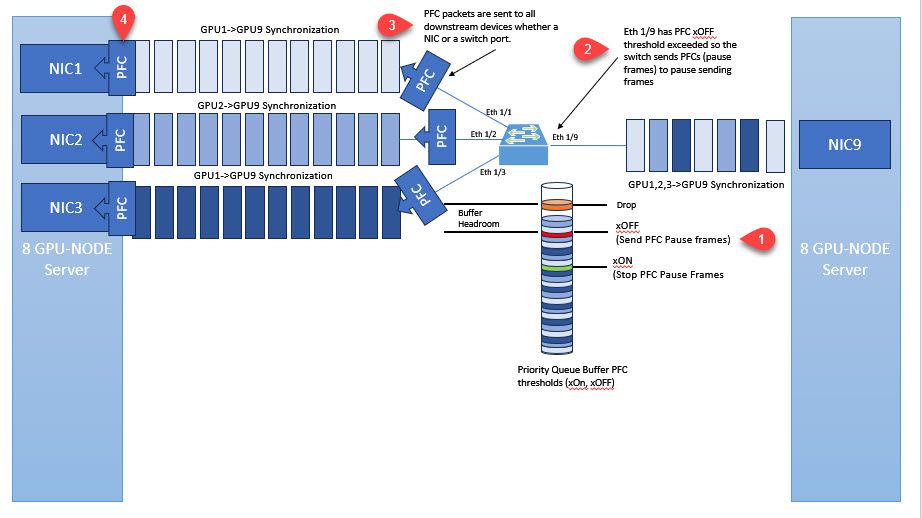 4
GPU1->GPU9 Synchronization
3
PFC packets are sent to all
downstream devices whether a
NIC or a switch port.
2
Eth 1/9 has PFC xOFF
threshold exceeded so the
switch sends PFCs (pause
frames) to pause sending
frames
NIC1
PFC
PFC
Eth 1/1
GPU2->GPU9 Synchronization
NIC2
PFC
PFC
Eth 1/2
Eth 1/9
NIC9
GPU1->GPU9 Synchronization
Eth 1/3
GPU1,2,3->GPU9 Synchronization
NIC3
PFC
PFC
Buffer
Headroom
Drop
xOFF
(Send PFC Pause frames)
1
xON
(Stop PFC Pause Frames
8 GPU-NODE
Server
8 GPU-NODE
Server
Priority Queue Buffer PFC
thresholds (xOn, xOFF)